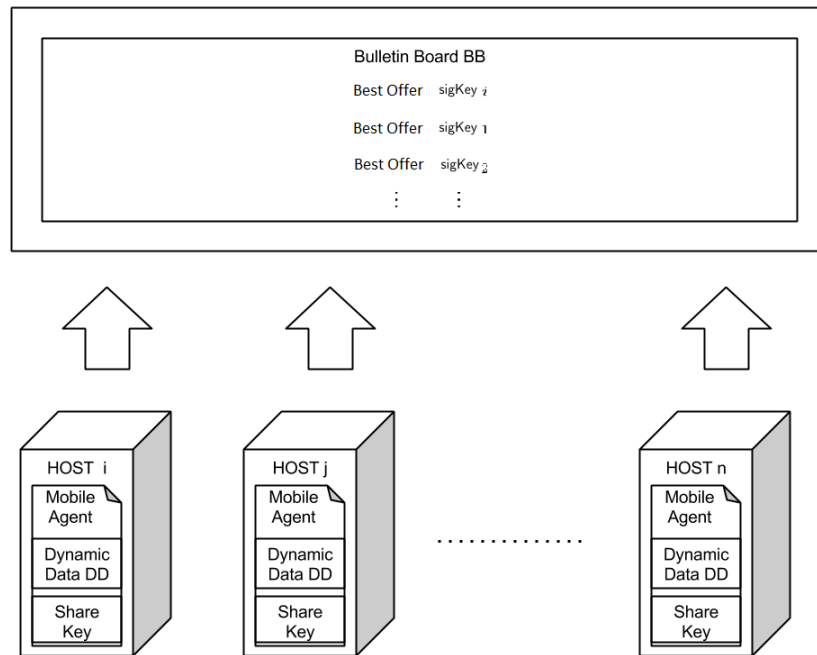 Bulletin Board BB
Best Offer sigKey i
Best Offer sigKey 1
Best Offer sigKey 2
⋮ ⋮
HOST i
Mobile
Agent
Dynamic
Data DD
Share
Key
HOST j
Mobile
Agent
Dynamic
Data DD
Share
Key
..............
HOST n
Mobile
Agent
Dynamic
Data DD
Share
Key